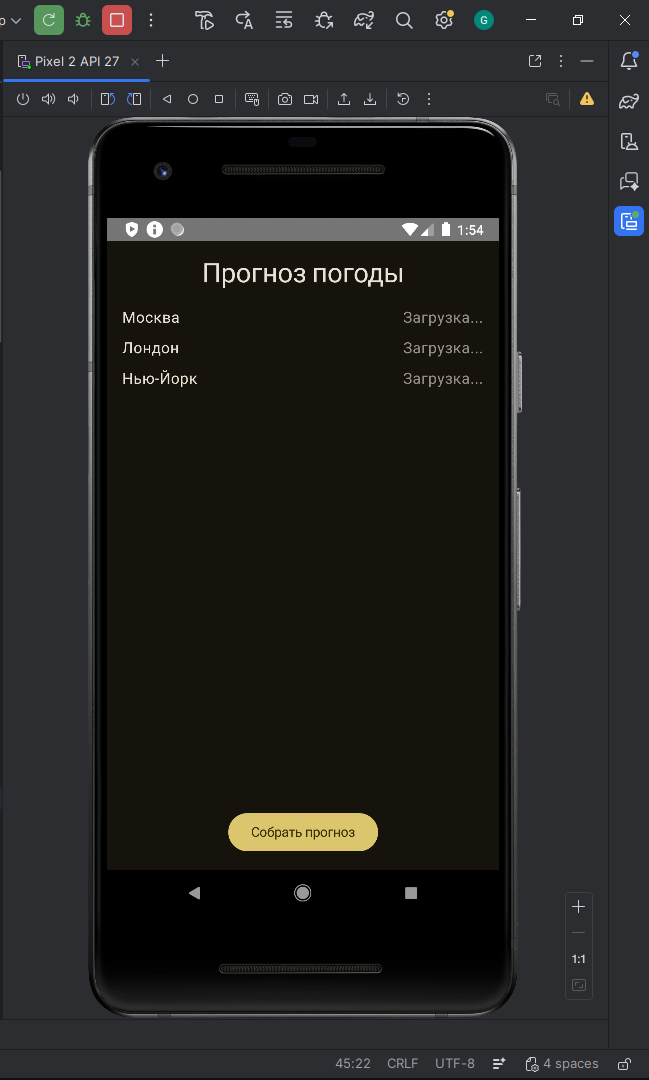 G
Pixel 2 API 27
1:54
Прогноз погоды
Москва Загрузка...
Лондон Загрузка...
Нью-Йорк Загрузка...
Собрать прогноз
1:1
45:22 CRLF UTF-8 4 spaces